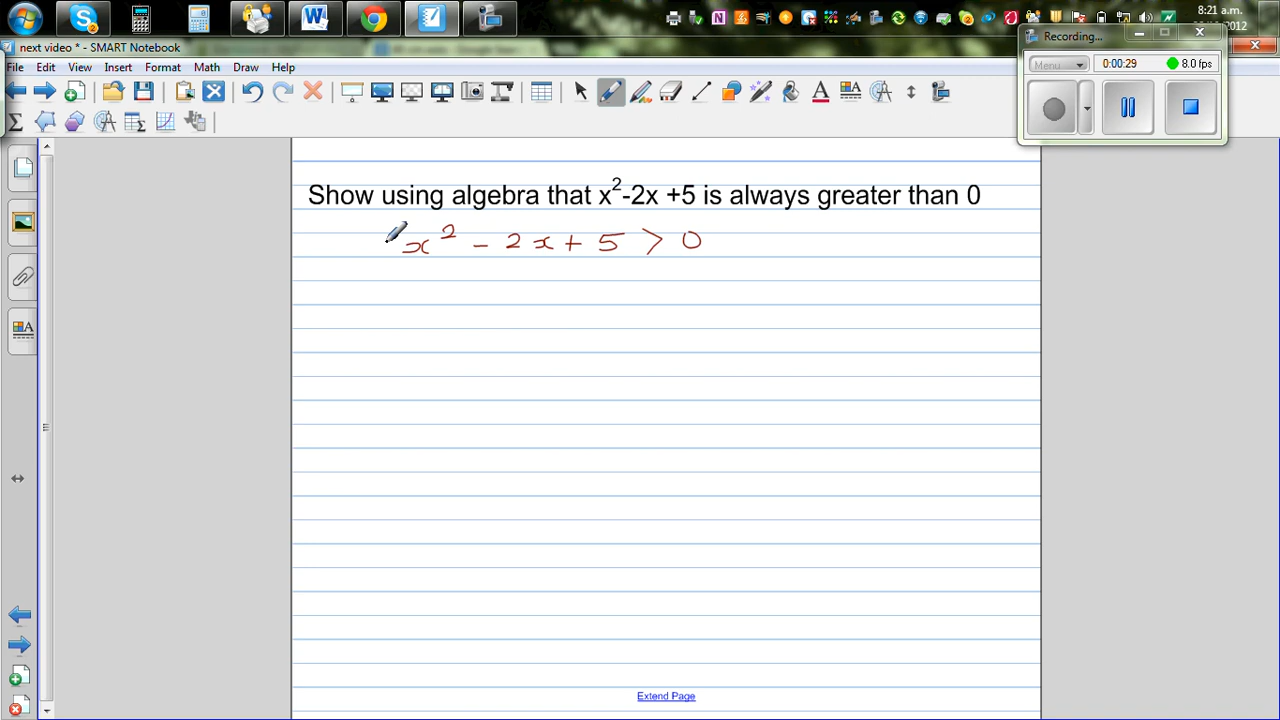 8:21 a.m.
2012
next video * - SMART Notebook
Recording...
File Edit View Insert Format Math Draw Help
Menu 0:00:29 8.0 fps
Show using algebra that x²-2x +5 is always greater than 0
x² - 2x + 5 > 0
Extend Page